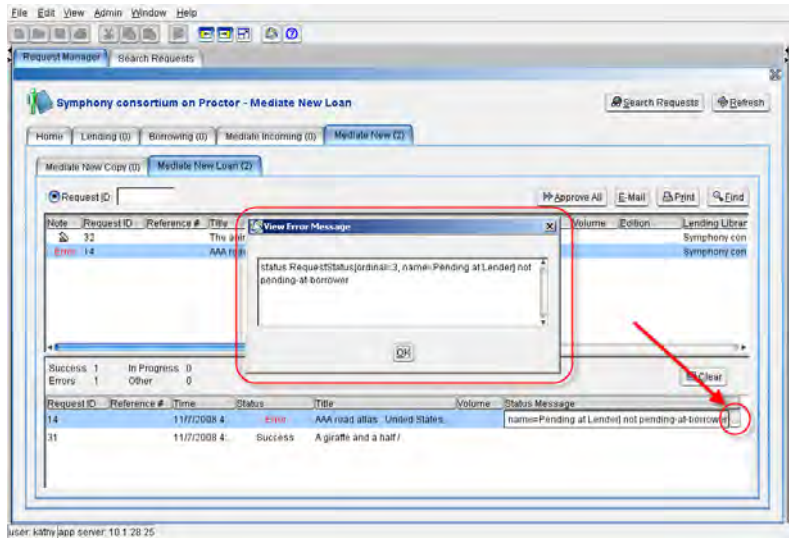 File Edit View Admin Window Help
Request Manager Search Requests
Symphony consortium on Proctor - Mediate New Loan Search Requests Refresh
Home Lending (0) Borrowing (0) Mediate Incoming (0) Mediate New (2)
Mediate New Copy (0) Mediate New Loan (2)
Request ID Approve All E-Mail Print Find
Note Request ID Reference # Title Volume Edition Lending Librar
32 The Symphony con
Error 14 AAA Symphony con
View Error Message
status RequestStatus[ordinal=3, name=Pending at Lender] not
pending-at-borrower
OK
Success 1 In Progress 0
Errors 1 Other 0 Clear
Request ID Reference # Time Status Title Volume Status Message
14 11/7/2008 4:... Error AAA road atlas : United States, name=Pending at Lender] not pending-at-borrower ...
31 11/7/2008 4:... Success A giraffe and a half /
user: kathy app server: 10.1.28.25